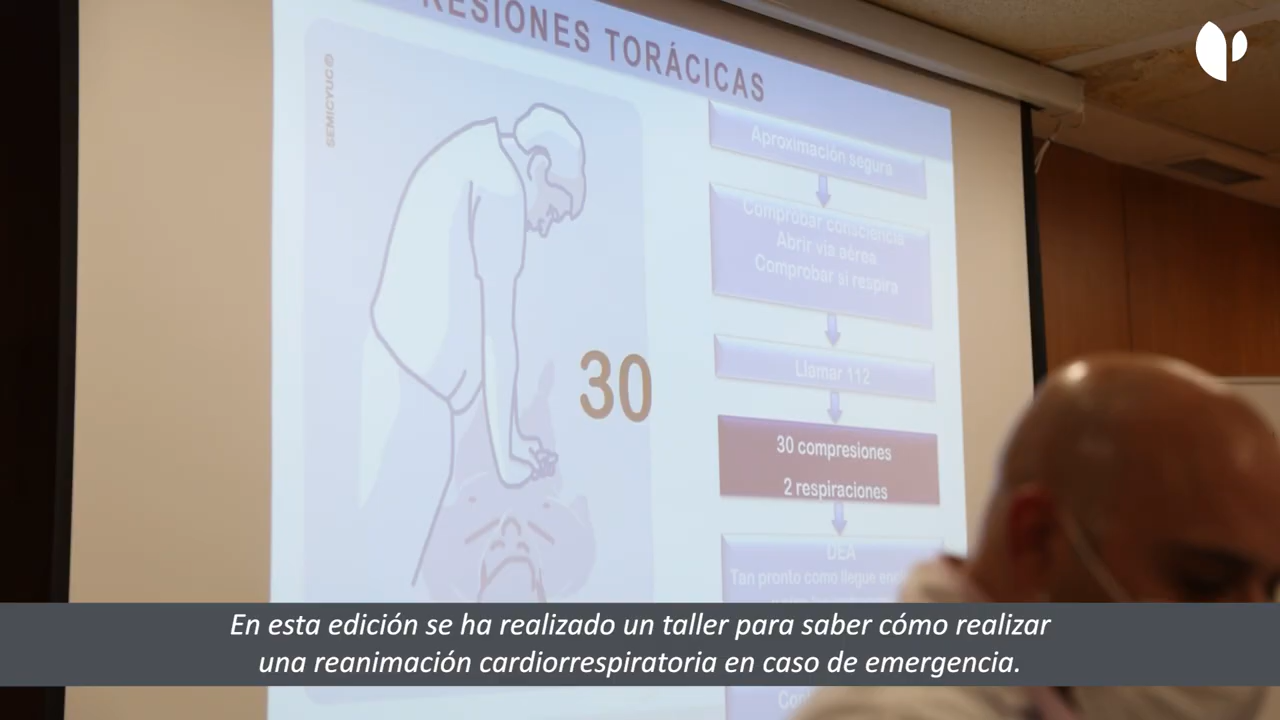 RESIONES TORÁCICAS
SEMICYUC®
Aproximación segura
Comprobar consciencia
Abrir vía aérea
Comprobar si respira
Llamar 112
30
30 compresiones
2 respiraciones
DEA
Tan pronto como llegue
En esta edición se ha realizado un taller para saber cómo realizar
una reanimación cardiorrespiratoria en caso de emergencia.